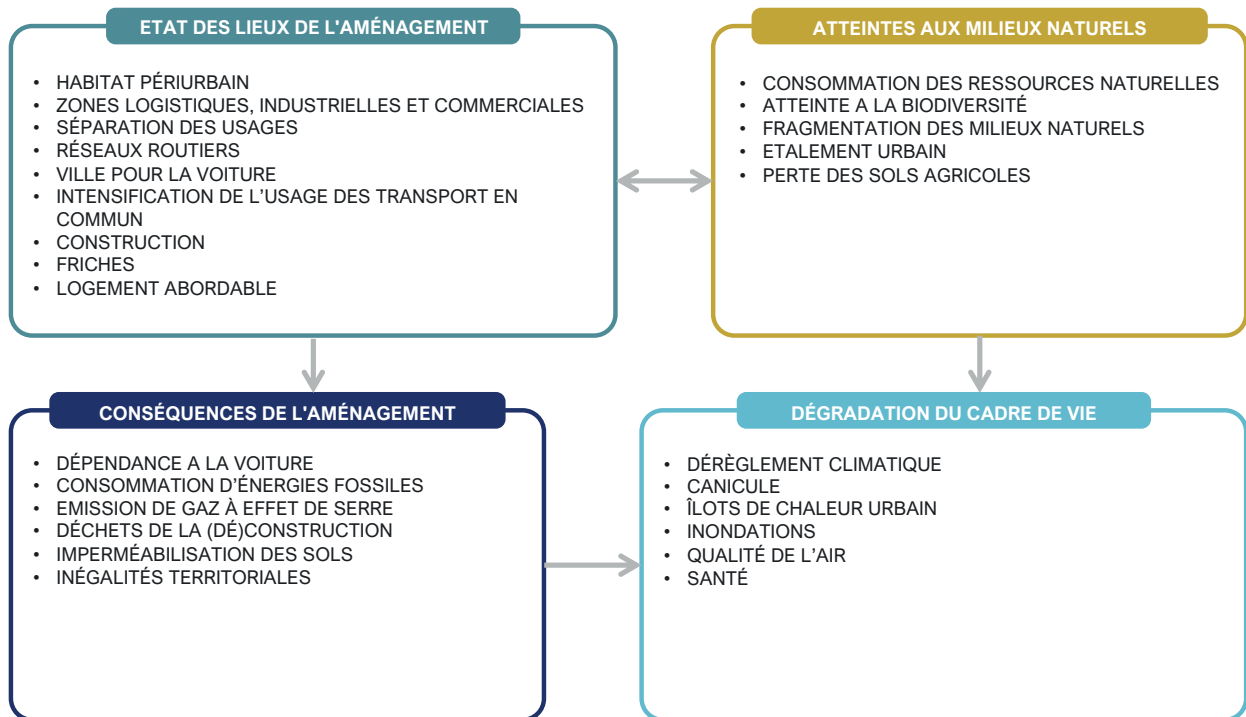 ETAT DES LIEUX DE L'AMÉNAGEMENT
• HABITAT PÉRIURBAIN
• ZONES LOGISTIQUES, INDUSTRIELLES ET COMMERCIALES
• SÉPARATION DES USAGES
• RÉSEAUX ROUTIERS
• VILLE POUR LA VOITURE
• INTENSIFICATION DE L'USAGE DES TRANSPORT EN
COMMUN
• CONSTRUCTION
• FRICHES
• LOGEMENT ABORDABLE
ATTEINTES AUX MILIEUX NATURELS
• CONSOMMATION DES RESSOURCES NATURELLES
• ATTEINTE A LA BIODIVERSITÉ
• FRAGMENTATION DES MILIEUX NATURELS
• ETALEMENT URBAIN
• PERTE DES SOLS AGRICOLES
CONSÉQUENCES DE L'AMÉNAGEMENT
• DÉPENDANCE A LA VOITURE
• CONSOMMATION D'ÉNERGIES FOSSILES
• EMISSION DE GAZ À EFFET DE SERRE
• DÉCHETS DE LA (DÉ)CONSTRUCTION
• IMPERMÉABILISATION DES SOLS
• INÉGALITÉS TERRITORIALES
DÉGRADATION DU CADRE DE VIE
• DÉRÈGLEMENT CLIMATIQUE
• CANICULE
• ÎLOTS DE CHALEUR URBAIN
• INONDATIONS
• QUALITÉ DE L'AIR
• SANTÉ